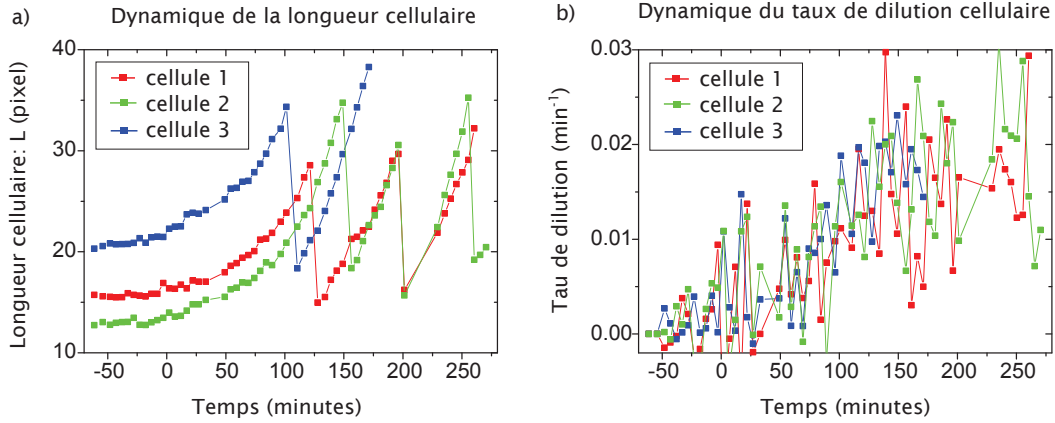 a) Dynamique de la longueur cellulaire
Longueur cellulaire: L (pixel)
40
30
20
10
cellule 1
cellule 2
cellule 3
-50 0 50 100 150 200 250
Temps (minutes)
b) Dynamique du taux de dilution cellulaire
Tau de dilution (min⁻¹)
0.03
0.02
0.01
0.00
cellule 1
cellule 2
cellule 3
-50 0 50 100 150 200 250
Temps (minutes)